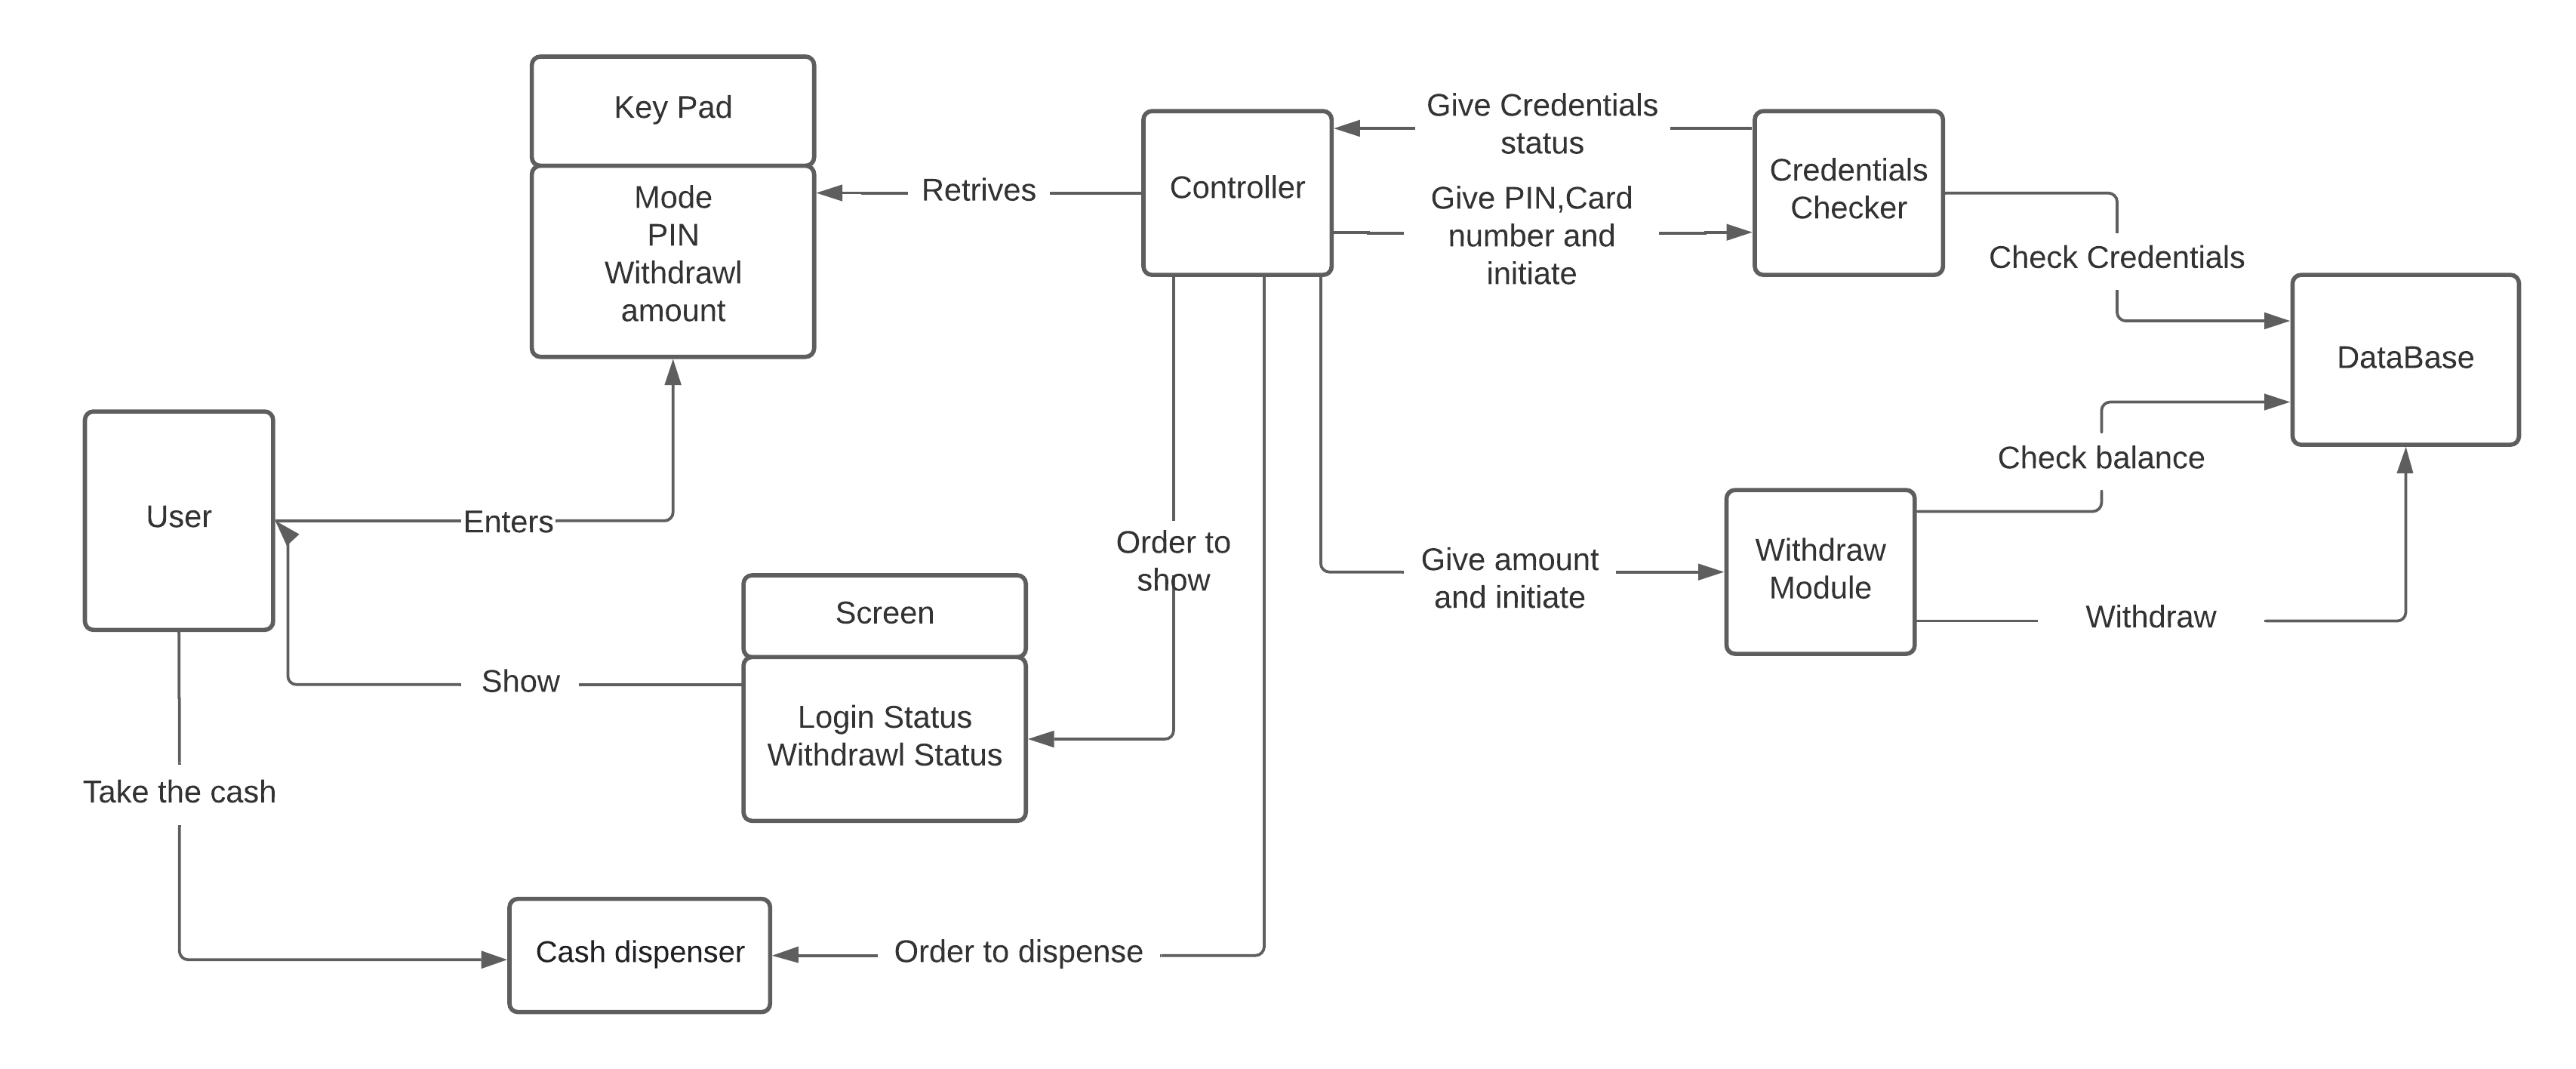 Key Pad
Mode
PIN
Withdrawl
amount
Retrives
Controller
Give Credentials
status
Give PIN,Card
number and
initiate
Credentials
Checker
Check Credentials
DataBase
Check balance
User
Enters
Order to
show
Give amount
and initiate
Withdraw
Module
Withdraw
Screen
Login Status
Withdrawl Status
Show
Take the cash
Cash dispenser
Order to dispense